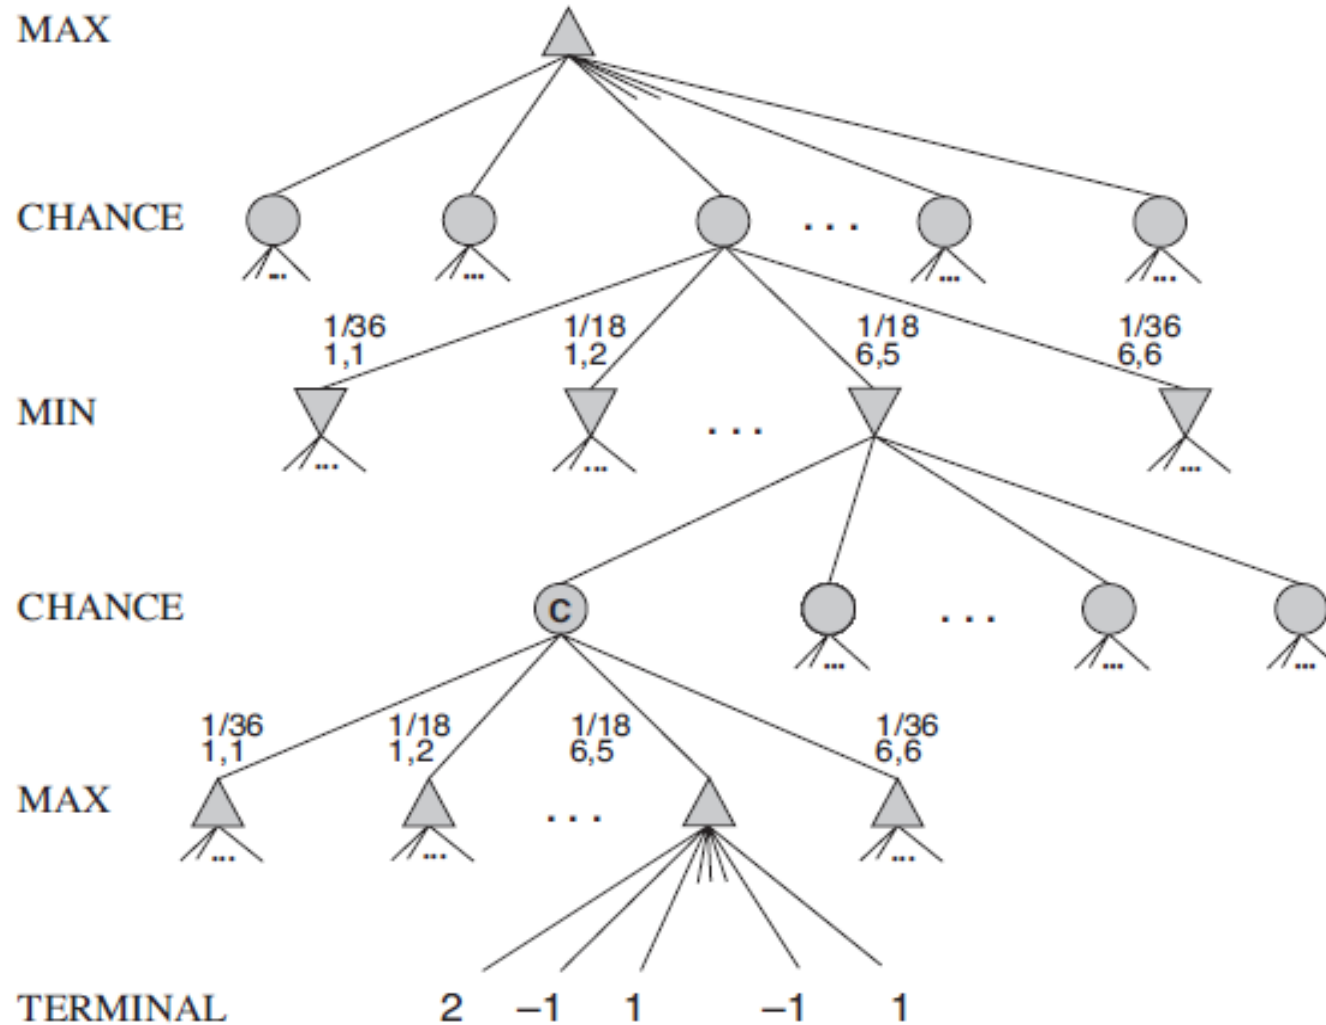 MAX
CHANCE
. . .
... ... ... ...
1/36 1/18 1/18 1/36
1,1 1,2 6,5 6,6
MIN
. . .
... ... ...
CHANCE
C
. . .
... ... ...
1/36 1/18 1/18 1/36
1,1 1,2 6,5 6,6
MAX
. . .
... ... ...
TERMINAL 2 –1 1 –1 1